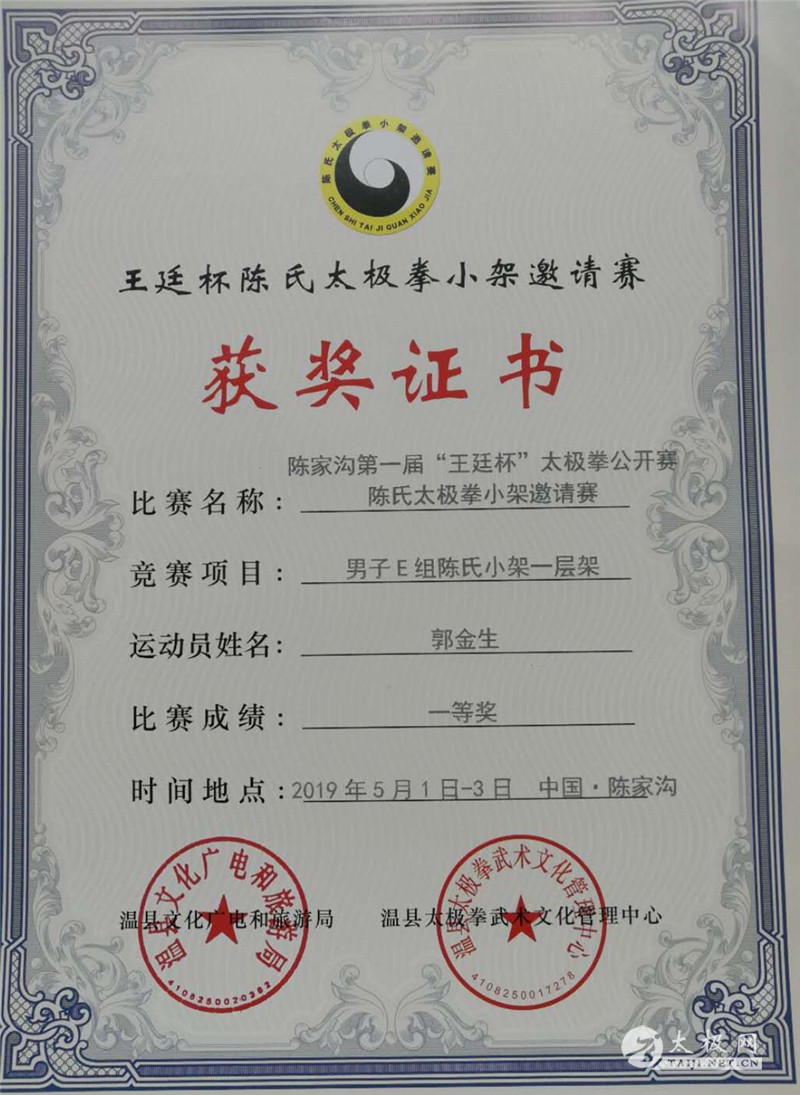 陈氏太极拳小架邀请赛
CHEN SHI TAI JI QUAN XIAO JIA
王廷杯陈氏太极拳小架邀请赛
获奖证书
陈家沟第一届“王廷杯”太极拳公开赛
比赛名称：陈氏太极拳小架邀请赛
竞赛项目：男子E组陈氏小架一层架
运动员姓名：郭金生
比赛成绩：一等奖
时间地点：2019年5月1日-3日 中国·陈家沟
温县文化广电和旅游局 温县太极拳武术文化管理中心
温县文化广电和旅游局
4108250020382
温县太极拳武术文化管理中心
4108250017278
太极网
TAIJI.NET.CN